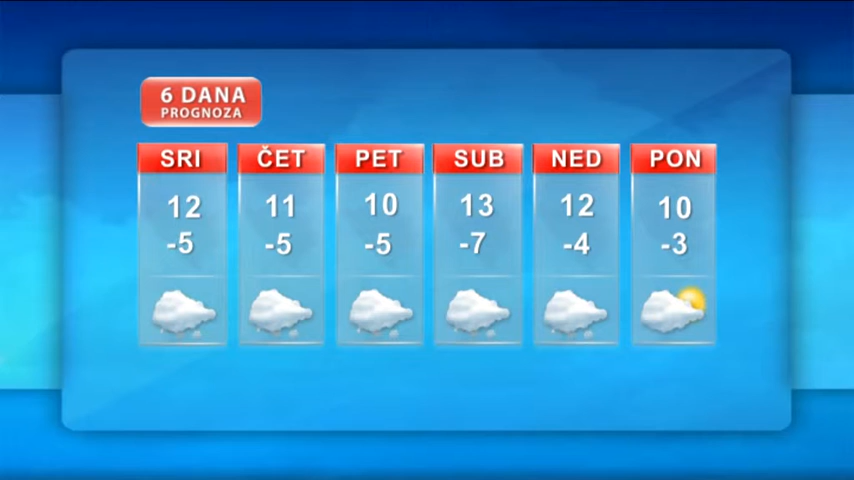 6 DANA
PROGNOZA
SRI ČET PET SUB NED PON
12 11 10 13 12 10
-5 -5 -5 -7 -4 -3